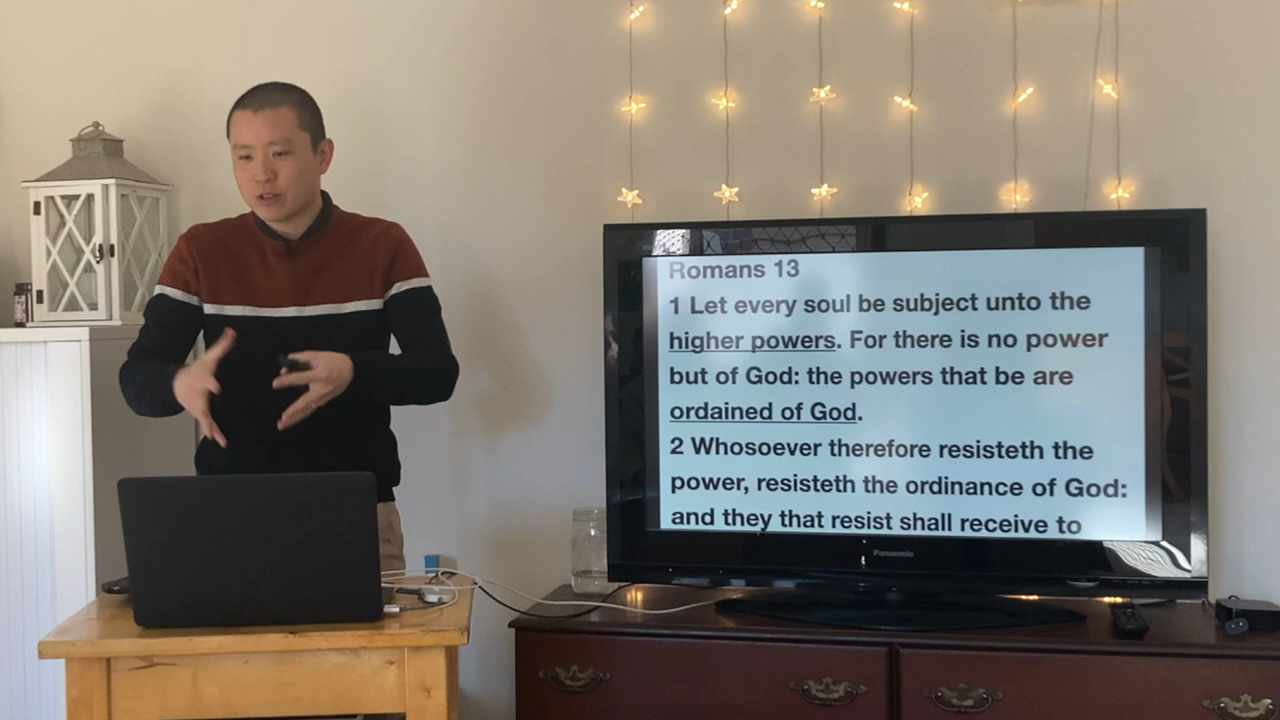 Romans 13
1 Let every soul be subject unto the
higher powers. For there is no power
but of God: the powers that be are
ordained of God.
2 Whosoever therefore resisteth the
power, resisteth the ordinance of God:
and they that resist shall receive to
Panasonic